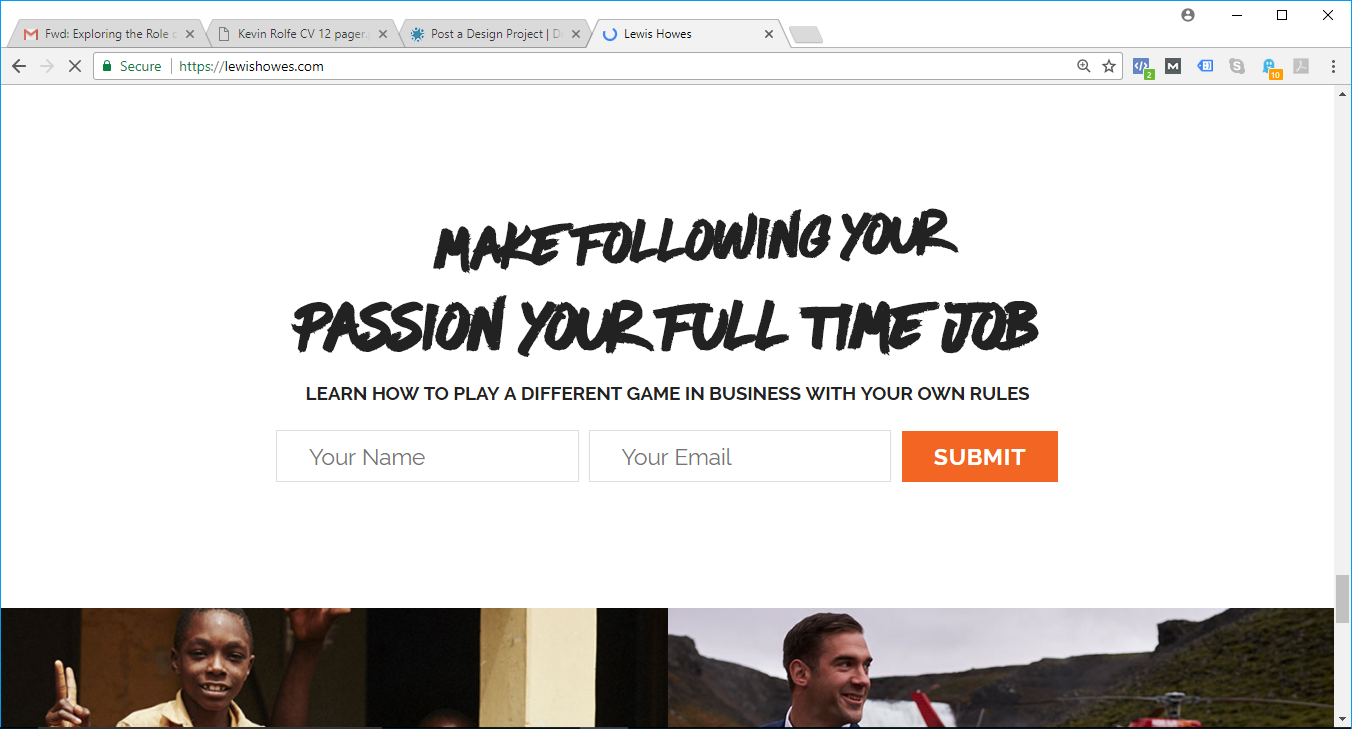 Fwd: Exploring the Role c
Kevin Rolfe CV 12 pager.
Post a Design Project | D
Lewis Howes
Secure
https://lewishowes.com
2
10
MAKE FOLLOWING YOUR
PASSION YOUR FULL TIME JOB
LEARN HOW TO PLAY A DIFFERENT GAME IN BUSINESS WITH YOUR OWN RULES
Your Name
Your Email
SUBMIT